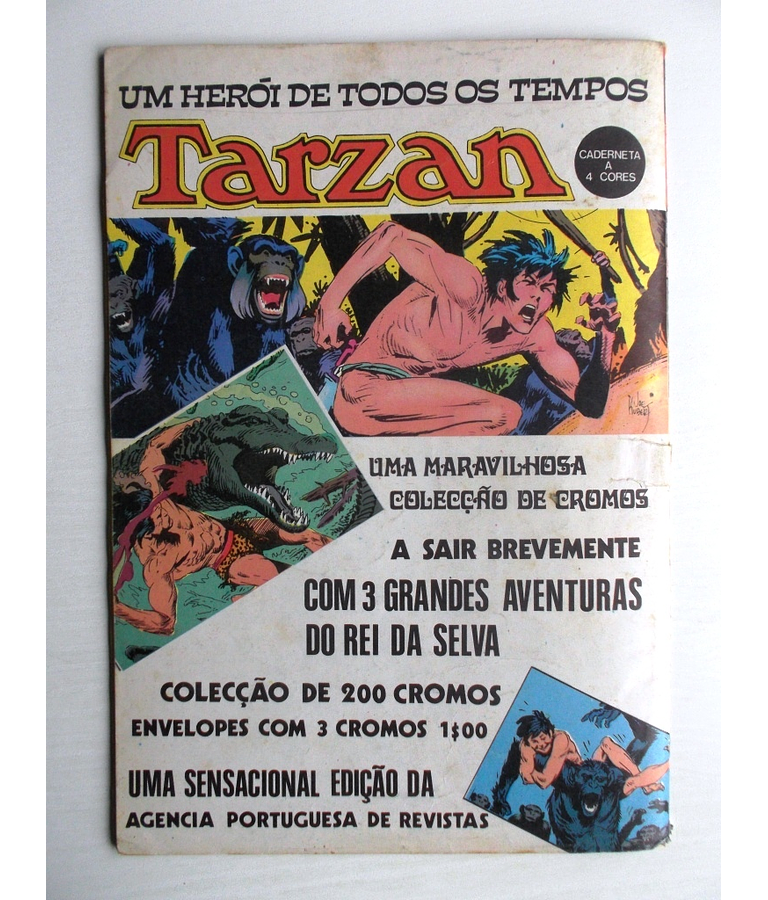 UM HERÓI DE TODOS OS TEMPOS
Tarzan
CADERNETA
A
4 CORES
JOE
KUBERT
UMA MARAVILHOSA
COLECÇÃO DE CROMOS
A SAIR BREVEMENTE
COM 3 GRANDES AVENTURAS
DO REI DA SELVA
COLECÇÃO DE 200 CROMOS
ENVELOPES COM 3 CROMOS 1$00
UMA SENSACIONAL EDIÇÃO DA
AGENCIA PORTUGUESA DE REVISTAS